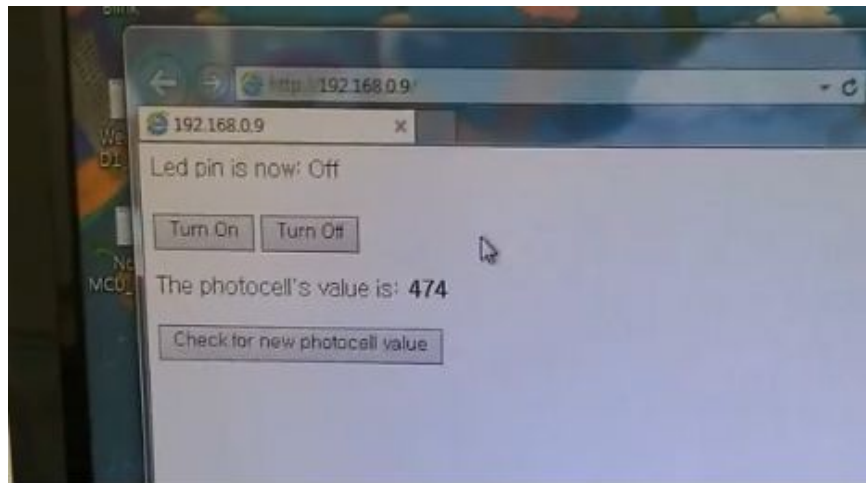 http://192.168.0.9/
192.168.0.9
Led pin is now: Off
Turn On Turn Off
The photocell's value is: 474
Check for new photocell value